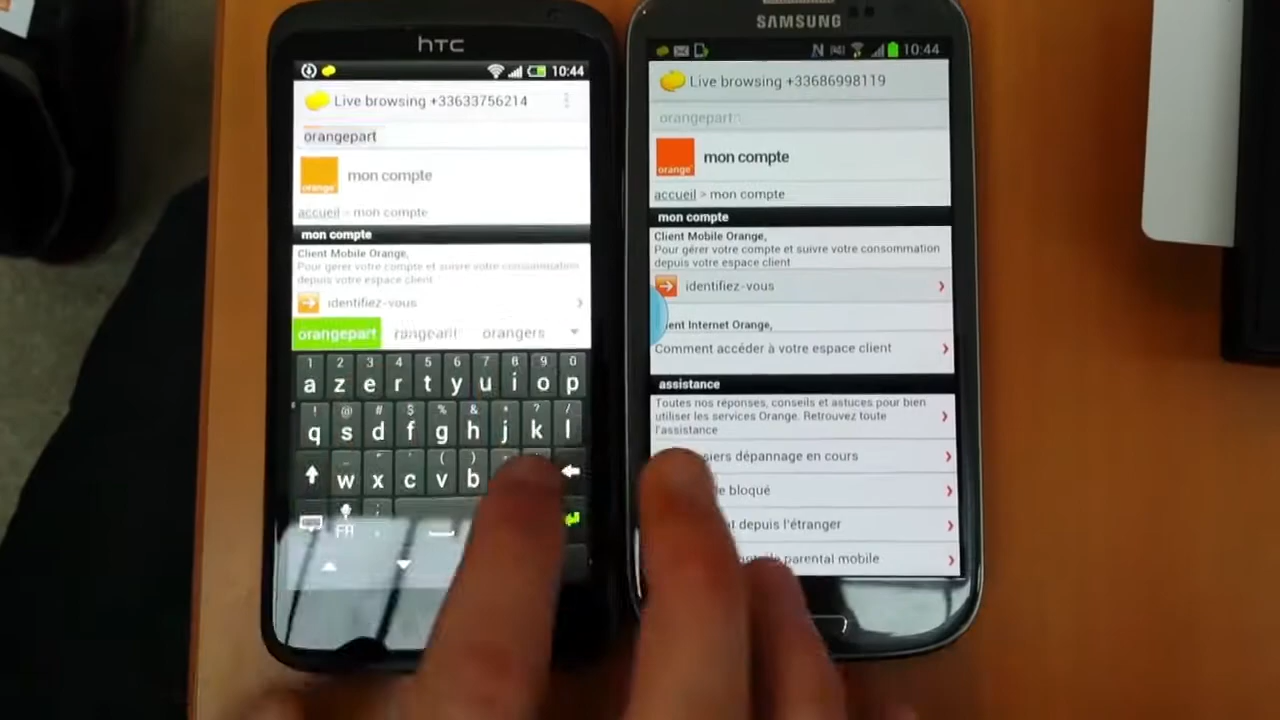 hTC
10:44
Live browsing +33633756214
orangepart
orange
mon compte
accueil > mon compte
mon compte
Client Mobile Orange,
Pour gérer votre compte et suivre votre consommation
depuis votre espace client
identifiez-vous
orangepart orangers
1 2 3 4 5 6 7 8 9 0
a z e r t y u i o p
! @ # $ % & * ? /
q s d f g h j k l
w x c v b
FR
SAMSUNG
10:44
Live browsing +33686998119
orangepart
orange
mon compte
accueil > mon compte
mon compte
Client Mobile Orange,
Pour gérer votre compte et suivre votre consommation
depuis votre espace client
identifiez-vous
ient Internet Orange,
Comment accéder à votre espace client
assistance
Toutes nos réponses, conseils et astuces pour bien
utiliser les services Orange. Retrouvez toute
l'assistance
siers dépannage en cours
le bloqué
t depuis l'étranger
parental mobile